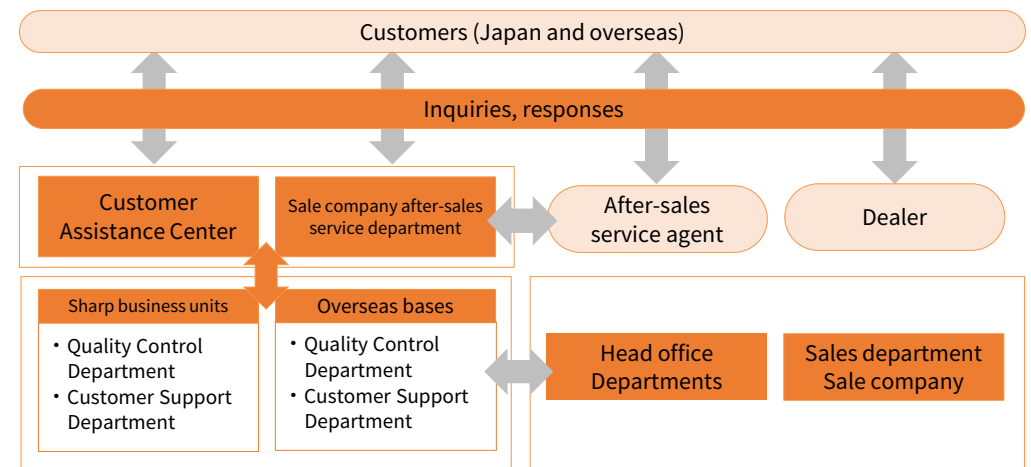 Customers (Japan and overseas)
Inquiries, responses
Customer
Assistance Center
Sale company after-sales
service department
After-sales
service agent
Dealer
Sharp business units
・Quality Control
Department
・Customer Support
Department
Overseas bases
・Quality Control
Department
・Customer Support
Department
Head office
Departments
Sales department
Sale company